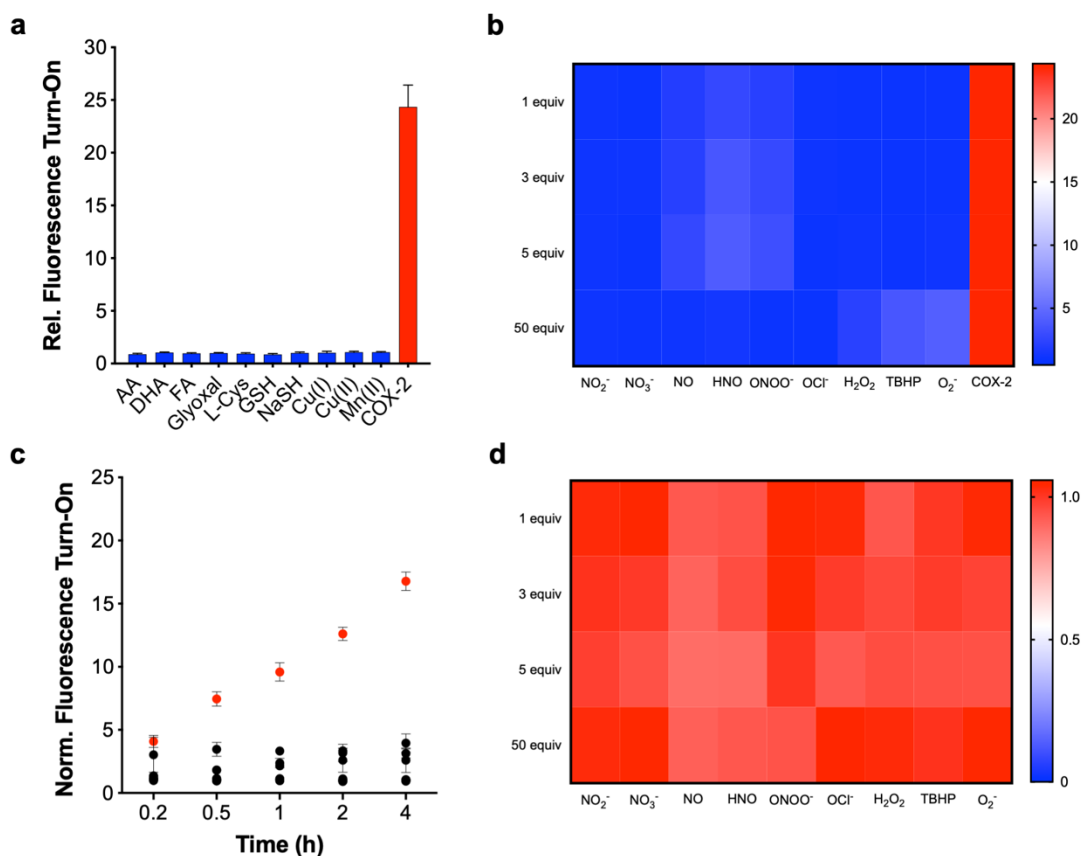 a
Rel. Fluorescence Turn-On
30
25
20
15
10
5
0
AA
DHA
FA
Glyoxal
L-Cys
GSH
NaSH
Cu(I)
Cu(II)
Mn(II)
COX-2
b
1 equiv
3 equiv
5 equiv
50 equiv
NO₂⁻ NO₃⁻ NO HNO ONOO⁻ OCl⁻ H₂O₂ TBHP O₂⁻ COX-2
20
15
10
5
c
Norm. Fluorescence Turn-On
25
20
15
10
5
0
0.2 0.5 1 2 4
Time (h)
d
1 equiv
3 equiv
5 equiv
50 equiv
NO₂⁻ NO₃⁻ NO HNO ONOO⁻ OCl⁻ H₂O₂ TBHP O₂⁻
1.0
0.5
0